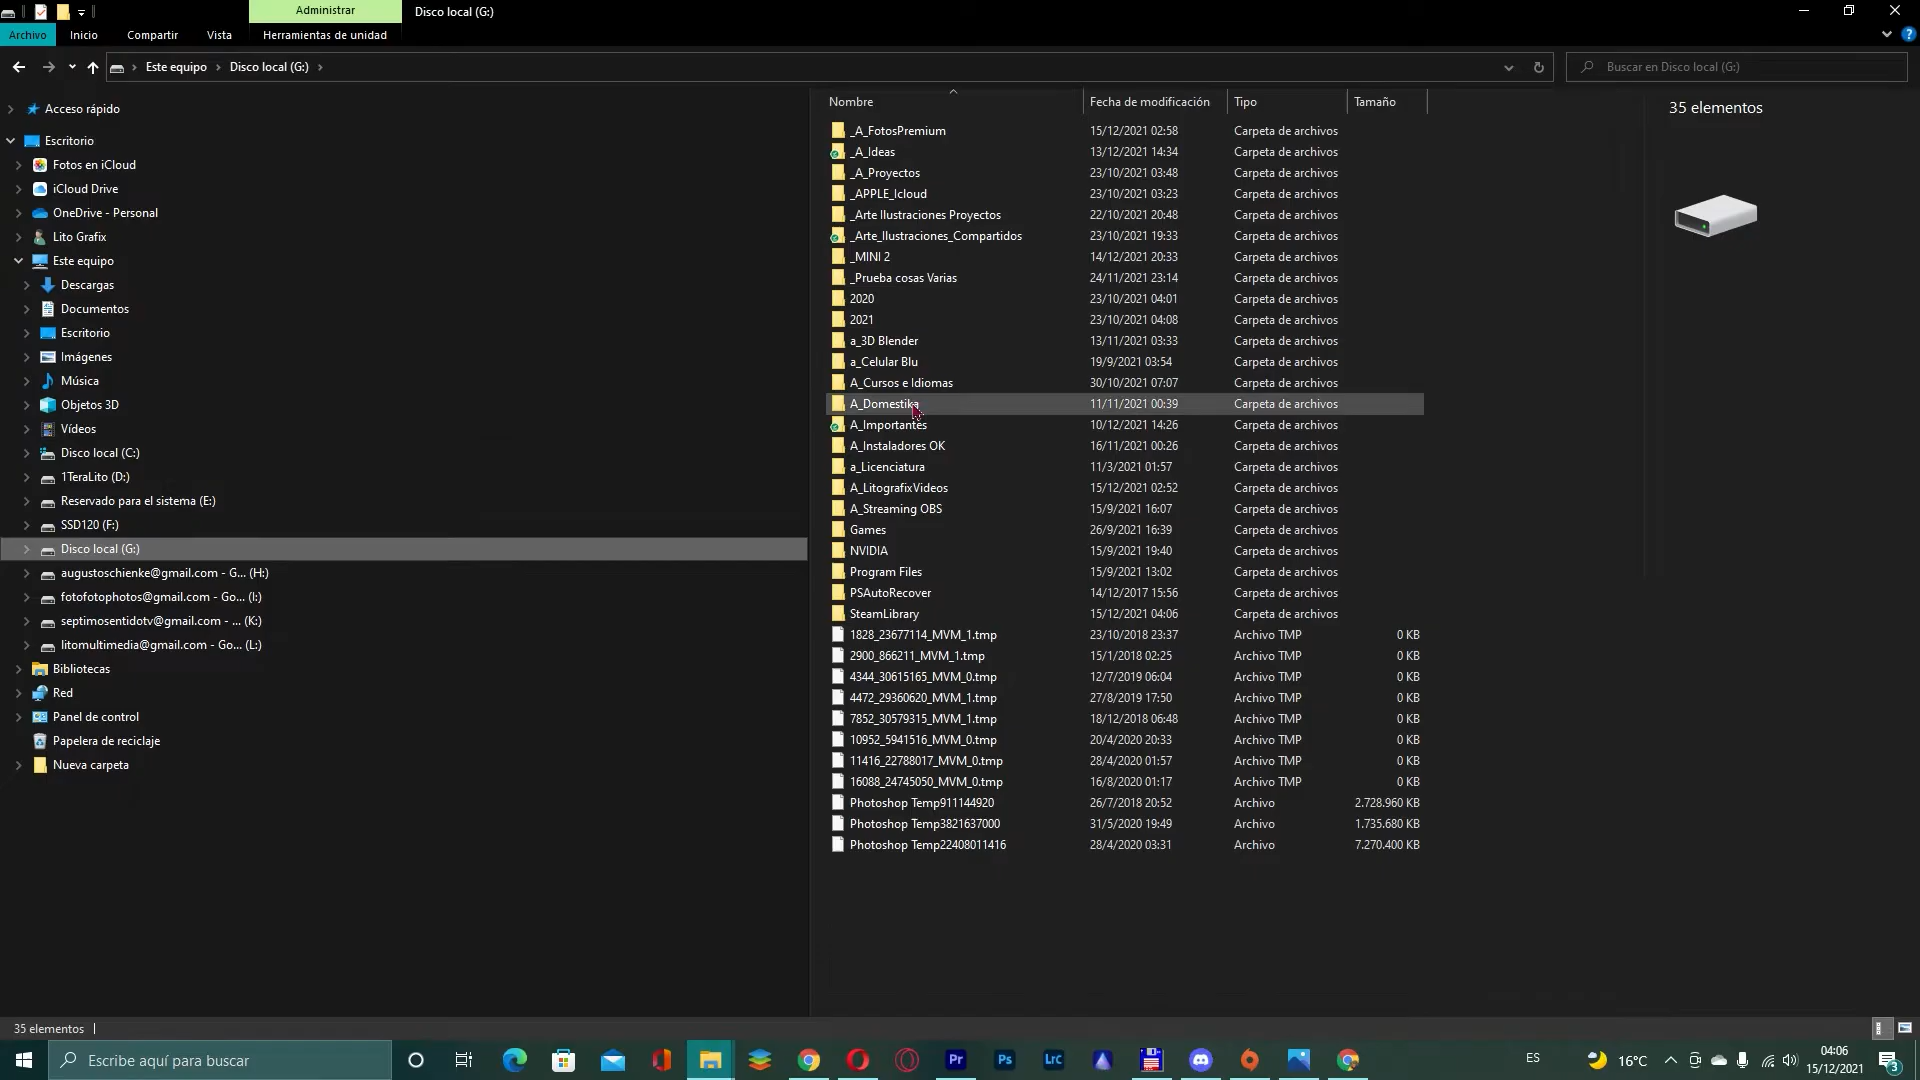 Administrar
Disco local (G:)
Archivo
Inicio
Compartir
Vista
Herramientas de unidad
Este equipo
Disco local (G:)
Buscar en Disco local (G:)
Acceso rápido
Escritorio
Fotos en iCloud
iCloud Drive
OneDrive - Personal
Lito Grafix
Este equipo
Descargas
Documentos
Escritorio
Imágenes
Música
Objetos 3D
Vídeos
Disco local (C:)
1TeraLito (D:)
Reservado para el sistema (E:)
SSD120 (F:)
Disco local (G:)
augustoschienke@gmail.com - G... (H:)
fotofotophotos@gmail.com - Go... (I:)
septimosentidotv@gmail.com - ... (K:)
litomultimedia@gmail.com - Go... (L:)
Bibliotecas
Red
Panel de control
Papelera de reciclaje
Nueva carpeta
Nombre Fecha de modificación Tipo Tamaño
_A_FotosPremium 15/12/2021 02:58 Carpeta de archivos
_A_Ideas 13/12/2021 14:34 Carpeta de archivos
_A_Proyectos 23/10/2021 03:48 Carpeta de archivos
_APPLE_Icloud 23/10/2021 03:23 Carpeta de archivos
_Arte Ilustraciones Proyectos 22/10/2021 20:48 Carpeta de archivos
_Arte_Ilustraciones_Compartidos 23/10/2021 19:33 Carpeta de archivos
_MINI 2 14/12/2021 20:33 Carpeta de archivos
_Prueba cosas Varias 24/11/2021 23:14 Carpeta de archivos
2020 23/10/2021 04:01 Carpeta de archivos
2021 23/10/2021 04:08 Carpeta de archivos
a_3D Blender 13/11/2021 03:33 Carpeta de archivos
a_Celular Blu 19/9/2021 03:54 Carpeta de archivos
A_Cursos e Idiomas 30/10/2021 07:07 Carpeta de archivos
A_Domestika 11/11/2021 00:39 Carpeta de archivos
A_Importantes 10/12/2021 14:26 Carpeta de archivos
A_Instaladores OK 16/11/2021 00:26 Carpeta de archivos
a_Licenciatura 11/3/2021 01:57 Carpeta de archivos
A_LitografixVideos 15/12/2021 02:52 Carpeta de archivos
A_Streaming OBS 15/9/2021 16:07 Carpeta de archivos
Games 26/9/2021 16:39 Carpeta de archivos
NVIDIA 15/9/2021 19:40 Carpeta de archivos
Program Files 15/9/2021 13:02 Carpeta de archivos
PSAutoRecover 14/12/2017 15:56 Carpeta de archivos
SteamLibrary 15/12/2021 04:06 Carpeta de archivos
1828_23677114_MVM_1.tmp 23/10/2018 23:37 Archivo TMP 0 KB
2900_866211_MVM_1.tmp 15/1/2018 02:25 Archivo TMP 0 KB
4344_30615165_MVM_0.tmp 12/7/2019 06:04 Archivo TMP 0 KB
4472_29360620_MVM_1.tmp 27/8/2019 17:50 Archivo TMP 0 KB
7852_30579315_MVM_1.tmp 18/12/2018 06:48 Archivo TMP 0 KB
10952_5941516_MVM_0.tmp 20/4/2020 20:33 Archivo TMP 0 KB
11416_22788017_MVM_0.tmp 28/4/2020 01:57 Archivo TMP 0 KB
16088_24745050_MVM_0.tmp 16/8/2020 01:17 Archivo TMP 0 KB
Photoshop Temp911144920 26/7/2018 20:52 Archivo 2.728.960 KB
Photoshop Temp3821637000 31/5/2020 19:49 Archivo 1.735.680 KB
Photoshop Temp22408011416 28/4/2020 03:31 Archivo 7.270.400 KB
35 elementos
35 elementos
Escribe aquí para buscar
Pr
Ps
LrC
ES
16°C
04:06
15/12/2021
3